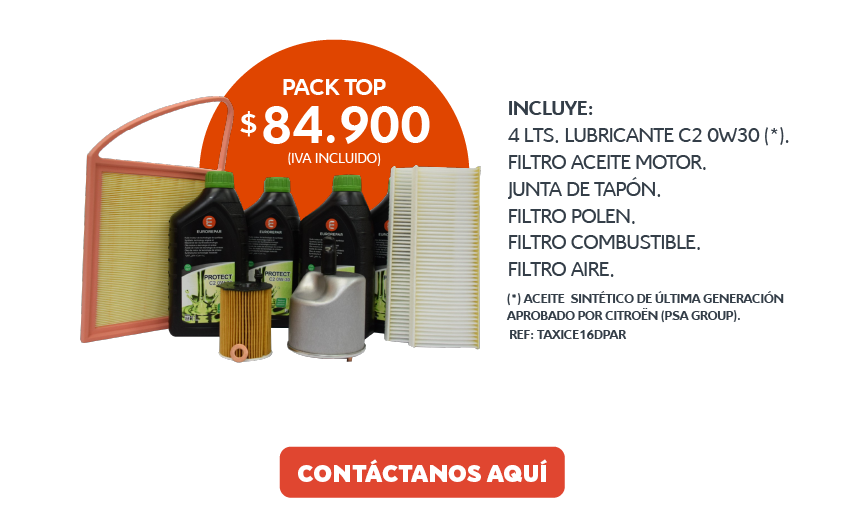 PACK TOP
$ 84.900
(IVA INCLUIDO)
INCLUYE:
4 LTS. LUBRICANTE C2 0W30 (*).
FILTRO ACEITE MOTOR.
JUNTA DE TAPÓN.
FILTRO POLEN.
FILTRO COMBUSTIBLE.
FILTRO AIRE.
(*) ACEITE SINTÉTICO DE ÚLTIMA GENERACIÓN
APROBADO POR CITROËN (PSA GROUP).
REF: TAXICE16DPAR
EUROREPAR
EUROREPAR
PROTECT
PROTECT
CONTÁCTANOS AQUÍ